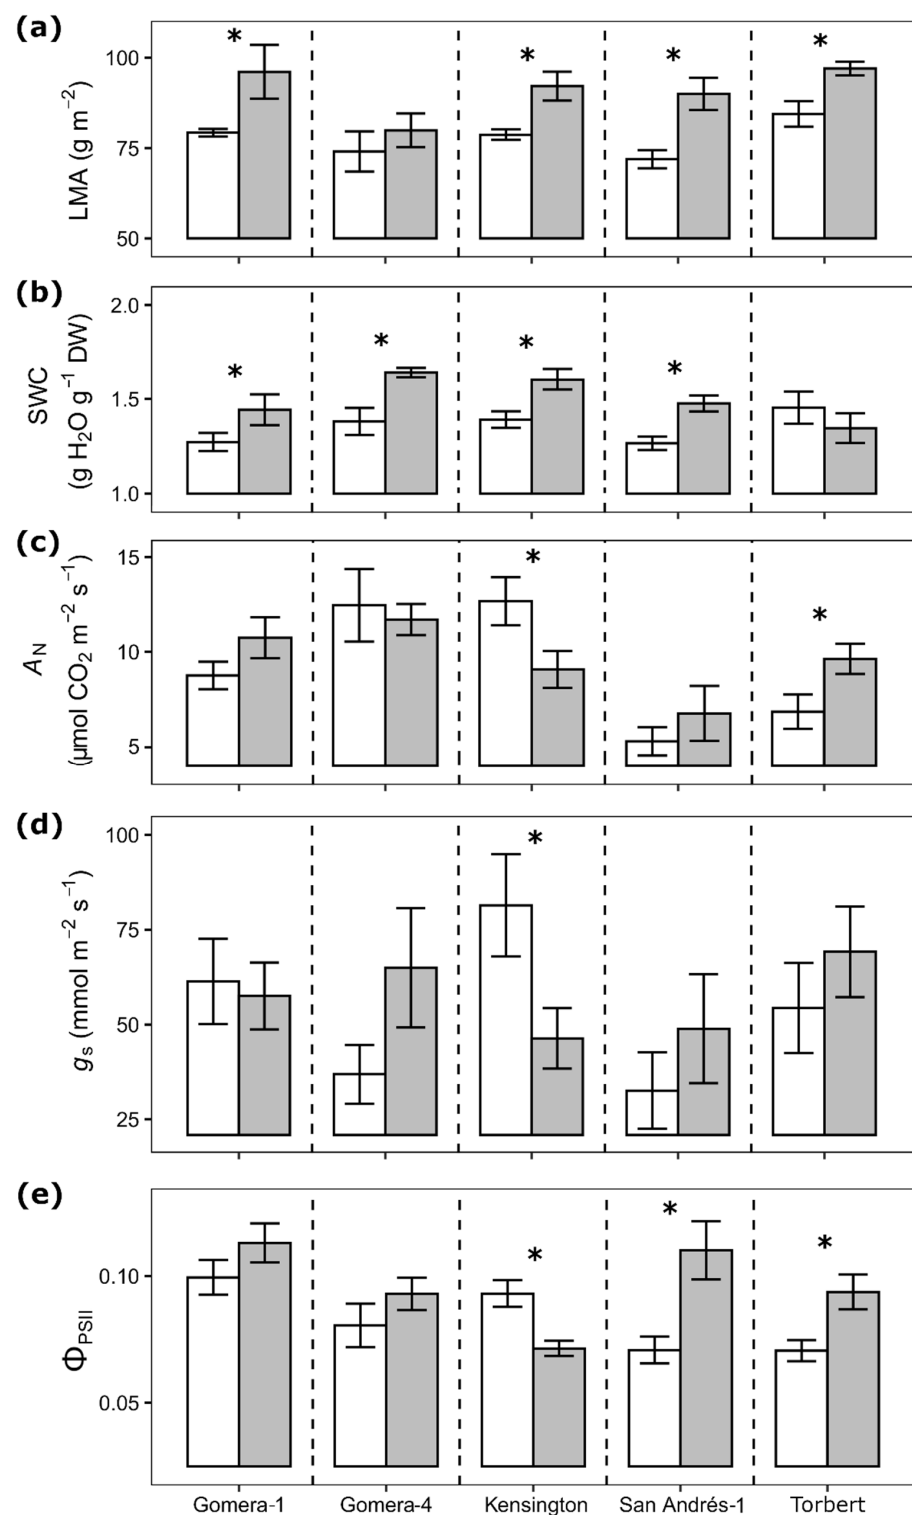 (a)
*
*
*
*
100
75
50
LMA (g m⁻²)
(b)
*
*
*
*
2.0
1.5
1.0
SWC
(g H₂O g⁻¹ DW)
(c)
*
*
15
10
5
A_N
(µmol CO₂ m⁻² s⁻¹)
(d)
*
100
75
50
25
gₛ (mmol m⁻² s⁻¹)
(e)
*
*
*
0.10
0.05
Φ_PSII
Gomera-1 Gomera-4 Kensington San Andrés-1 Torbert